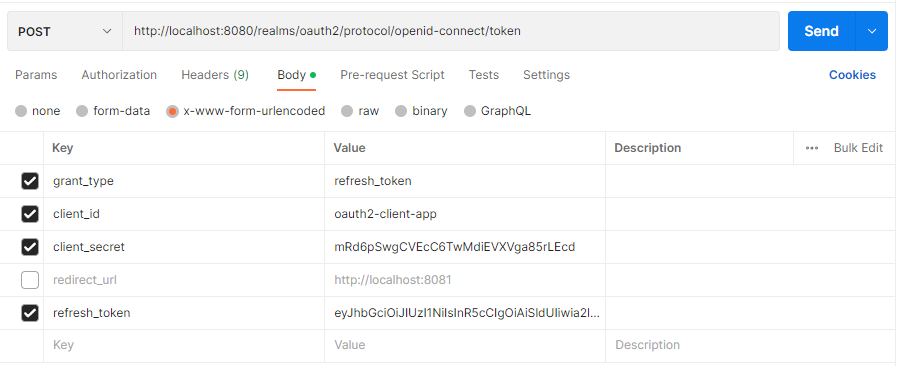 POST http://localhost:8080/realms/oauth2/protocol/openid-connect/token Send
Params Authorization Headers (9) Body Pre-request Script Tests Settings Cookies
none form-data x-www-form-urlencoded raw binary GraphQL
Key Value Description ••• Bulk Edit
grant_type refresh_token
client_id oauth2-client-app
client_secret mRd6pSwgCVEcC6TwMdiEVXVga85rLEcd
redirect_url http://localhost:8081
refresh_token eyJhbGciOiJIUzI1NiIsInR5cCIgOiAiSldUIiwia2l...
Key Value Description